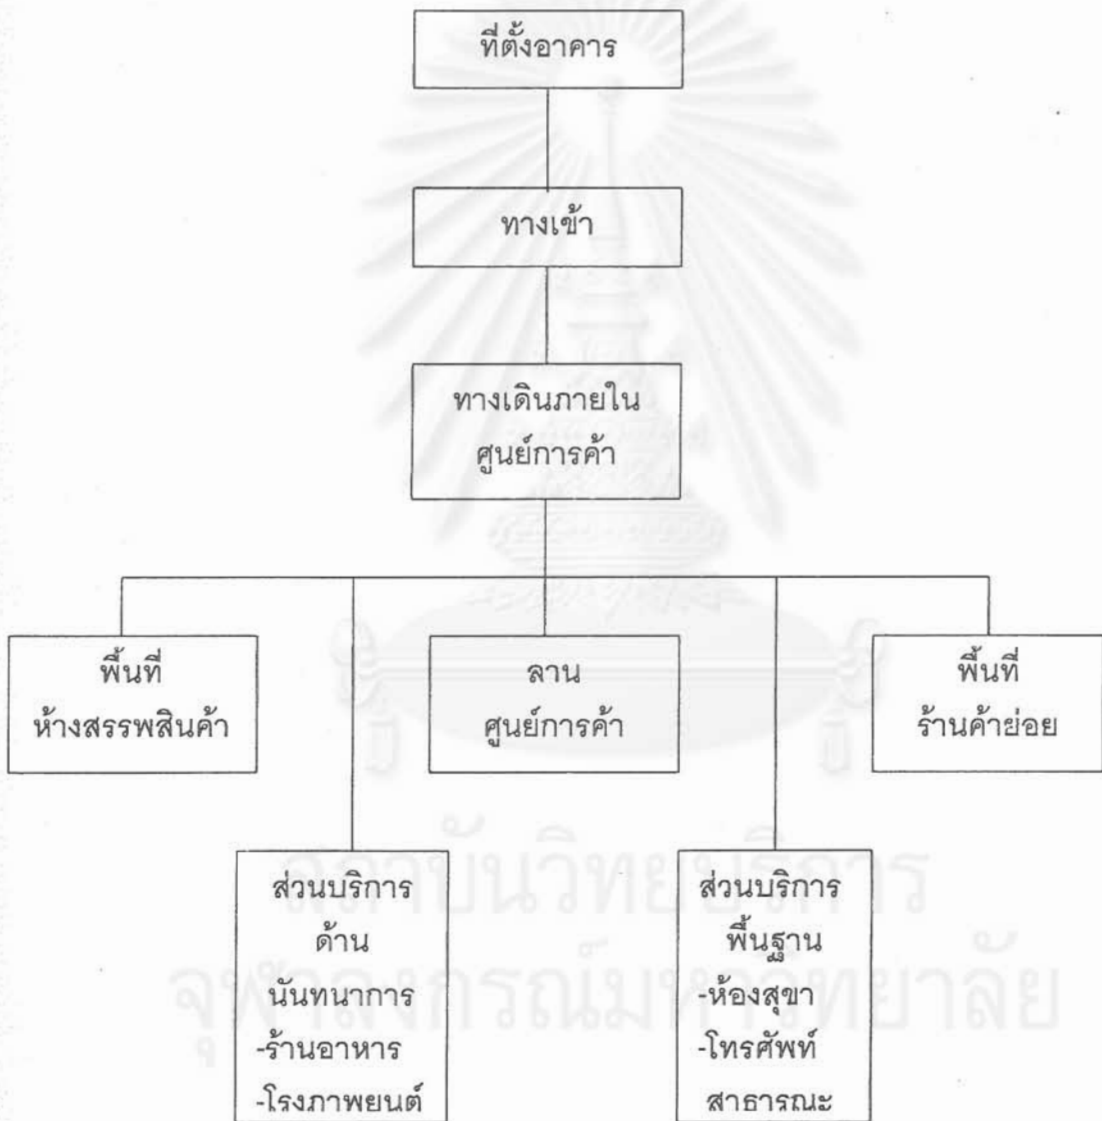 ที่ตั้งอาคาร
ทางเข้า
ทางเดินภายใน
ศูนย์การค้า
พื้นที่
ห้างสรรพสินค้า
ลาน
ศูนย์การค้า
พื้นที่
ร้านค้าย่อย
ส่วนบริการ
ด้าน
นันทนาการ
-ร้านอาหาร
-โรงภาพยนต์
ส่วนบริการ
พื้นฐาน
-ห้องสุขา
-โทรศัพท์
สาธารณะ
สถาบันวิทยบริการ
จุฬาลงกรณ์มหาวิทยาลัย